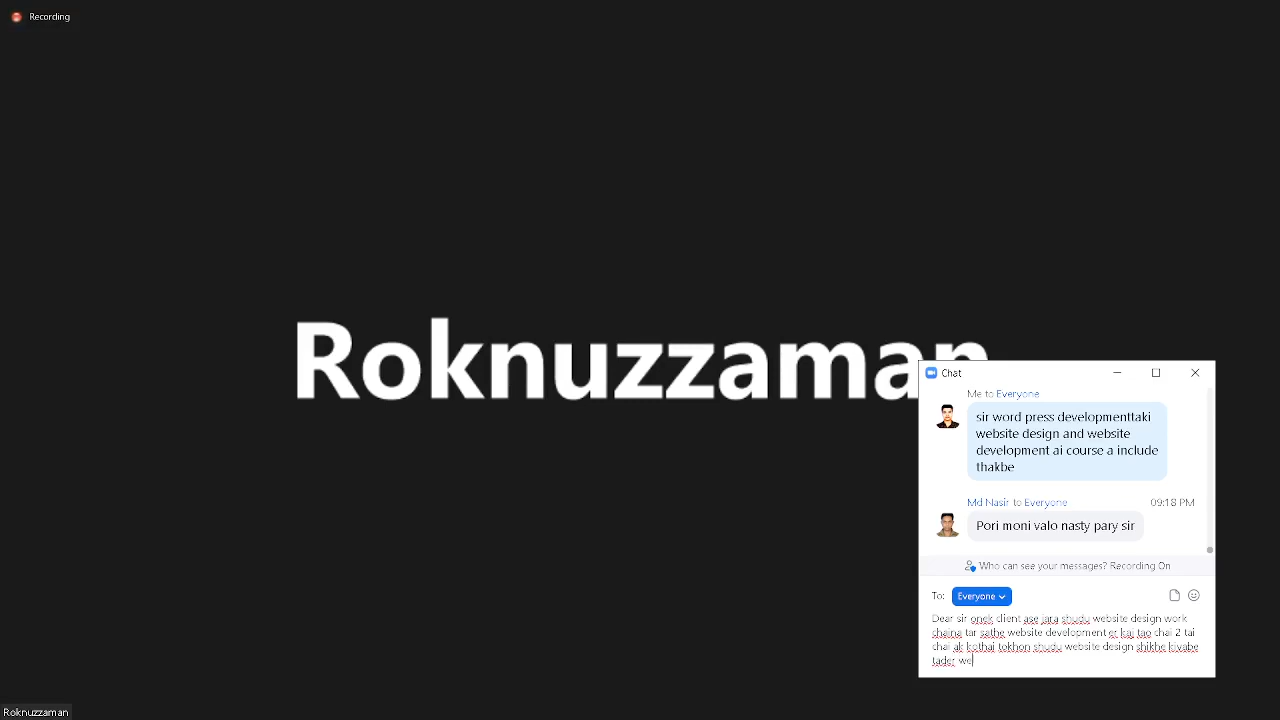 Recording
Roknuzzaman
Chat
Me to Everyone
sir word press developmenttaki
website design and website
development ai course a include
thakbe
Md Nasir to Everyone 09:18 PM
Pori moni valo nasty pary sir
Who can see your messages? Recording On
To: Everyone
Dear sir onek client ase jara shudu website design work
chaina tar sathe website development er kaj tao chai 2 tai
chai ak kothai tokhon shudu website design shikhe kivabe
tader we
Roknuzzaman